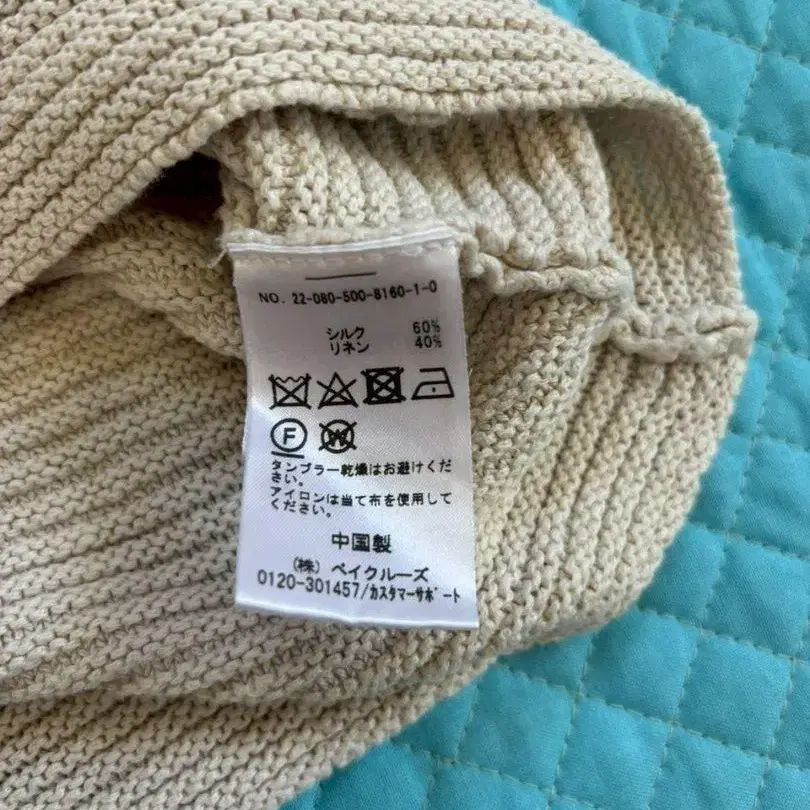 NO. 22-080-500-8160-1-0
シルク 60%
リネン 40%
F W
タンブラー乾燥はお避けくだ
さい。
アイロンは当て布を使用して
ください。
中国製
(株) ベイクルーズ
0120-301457/カスタマーサポート